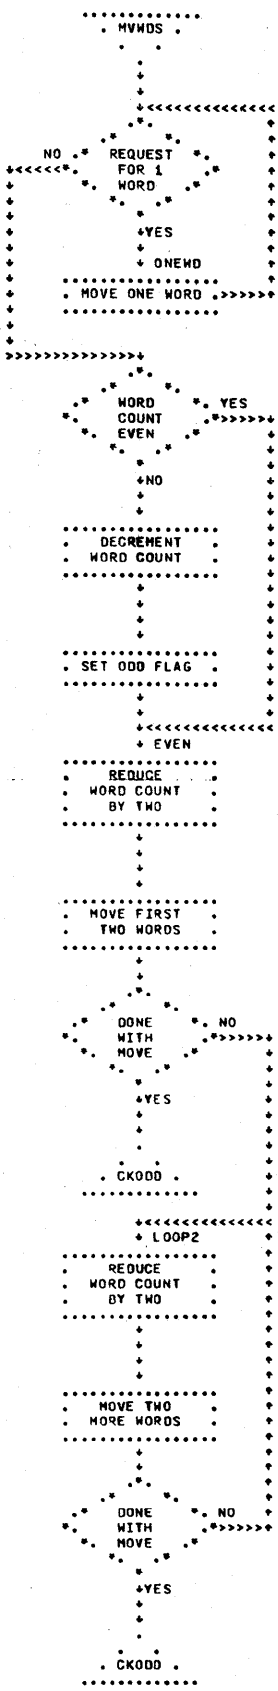 MVWDS
NO
REQUEST
FOR 1
WORD
YES
ONEWD
MOVE ONE WORD
WORD
COUNT
EVEN
YES
NO
DECREMENT
WORD COUNT
SET ODD FLAG
EVEN
REDUCE
WORD COUNT
BY TWO
MOVE FIRST
TWO WORDS
DONE
WITH
MOVE
NO
YES
CKODD
LOOP2
REDUCE
WORD COUNT
BY TWO
MOVE TWO
MORE WORDS
DONE
WITH
MOVE
NO
YES
CKODD